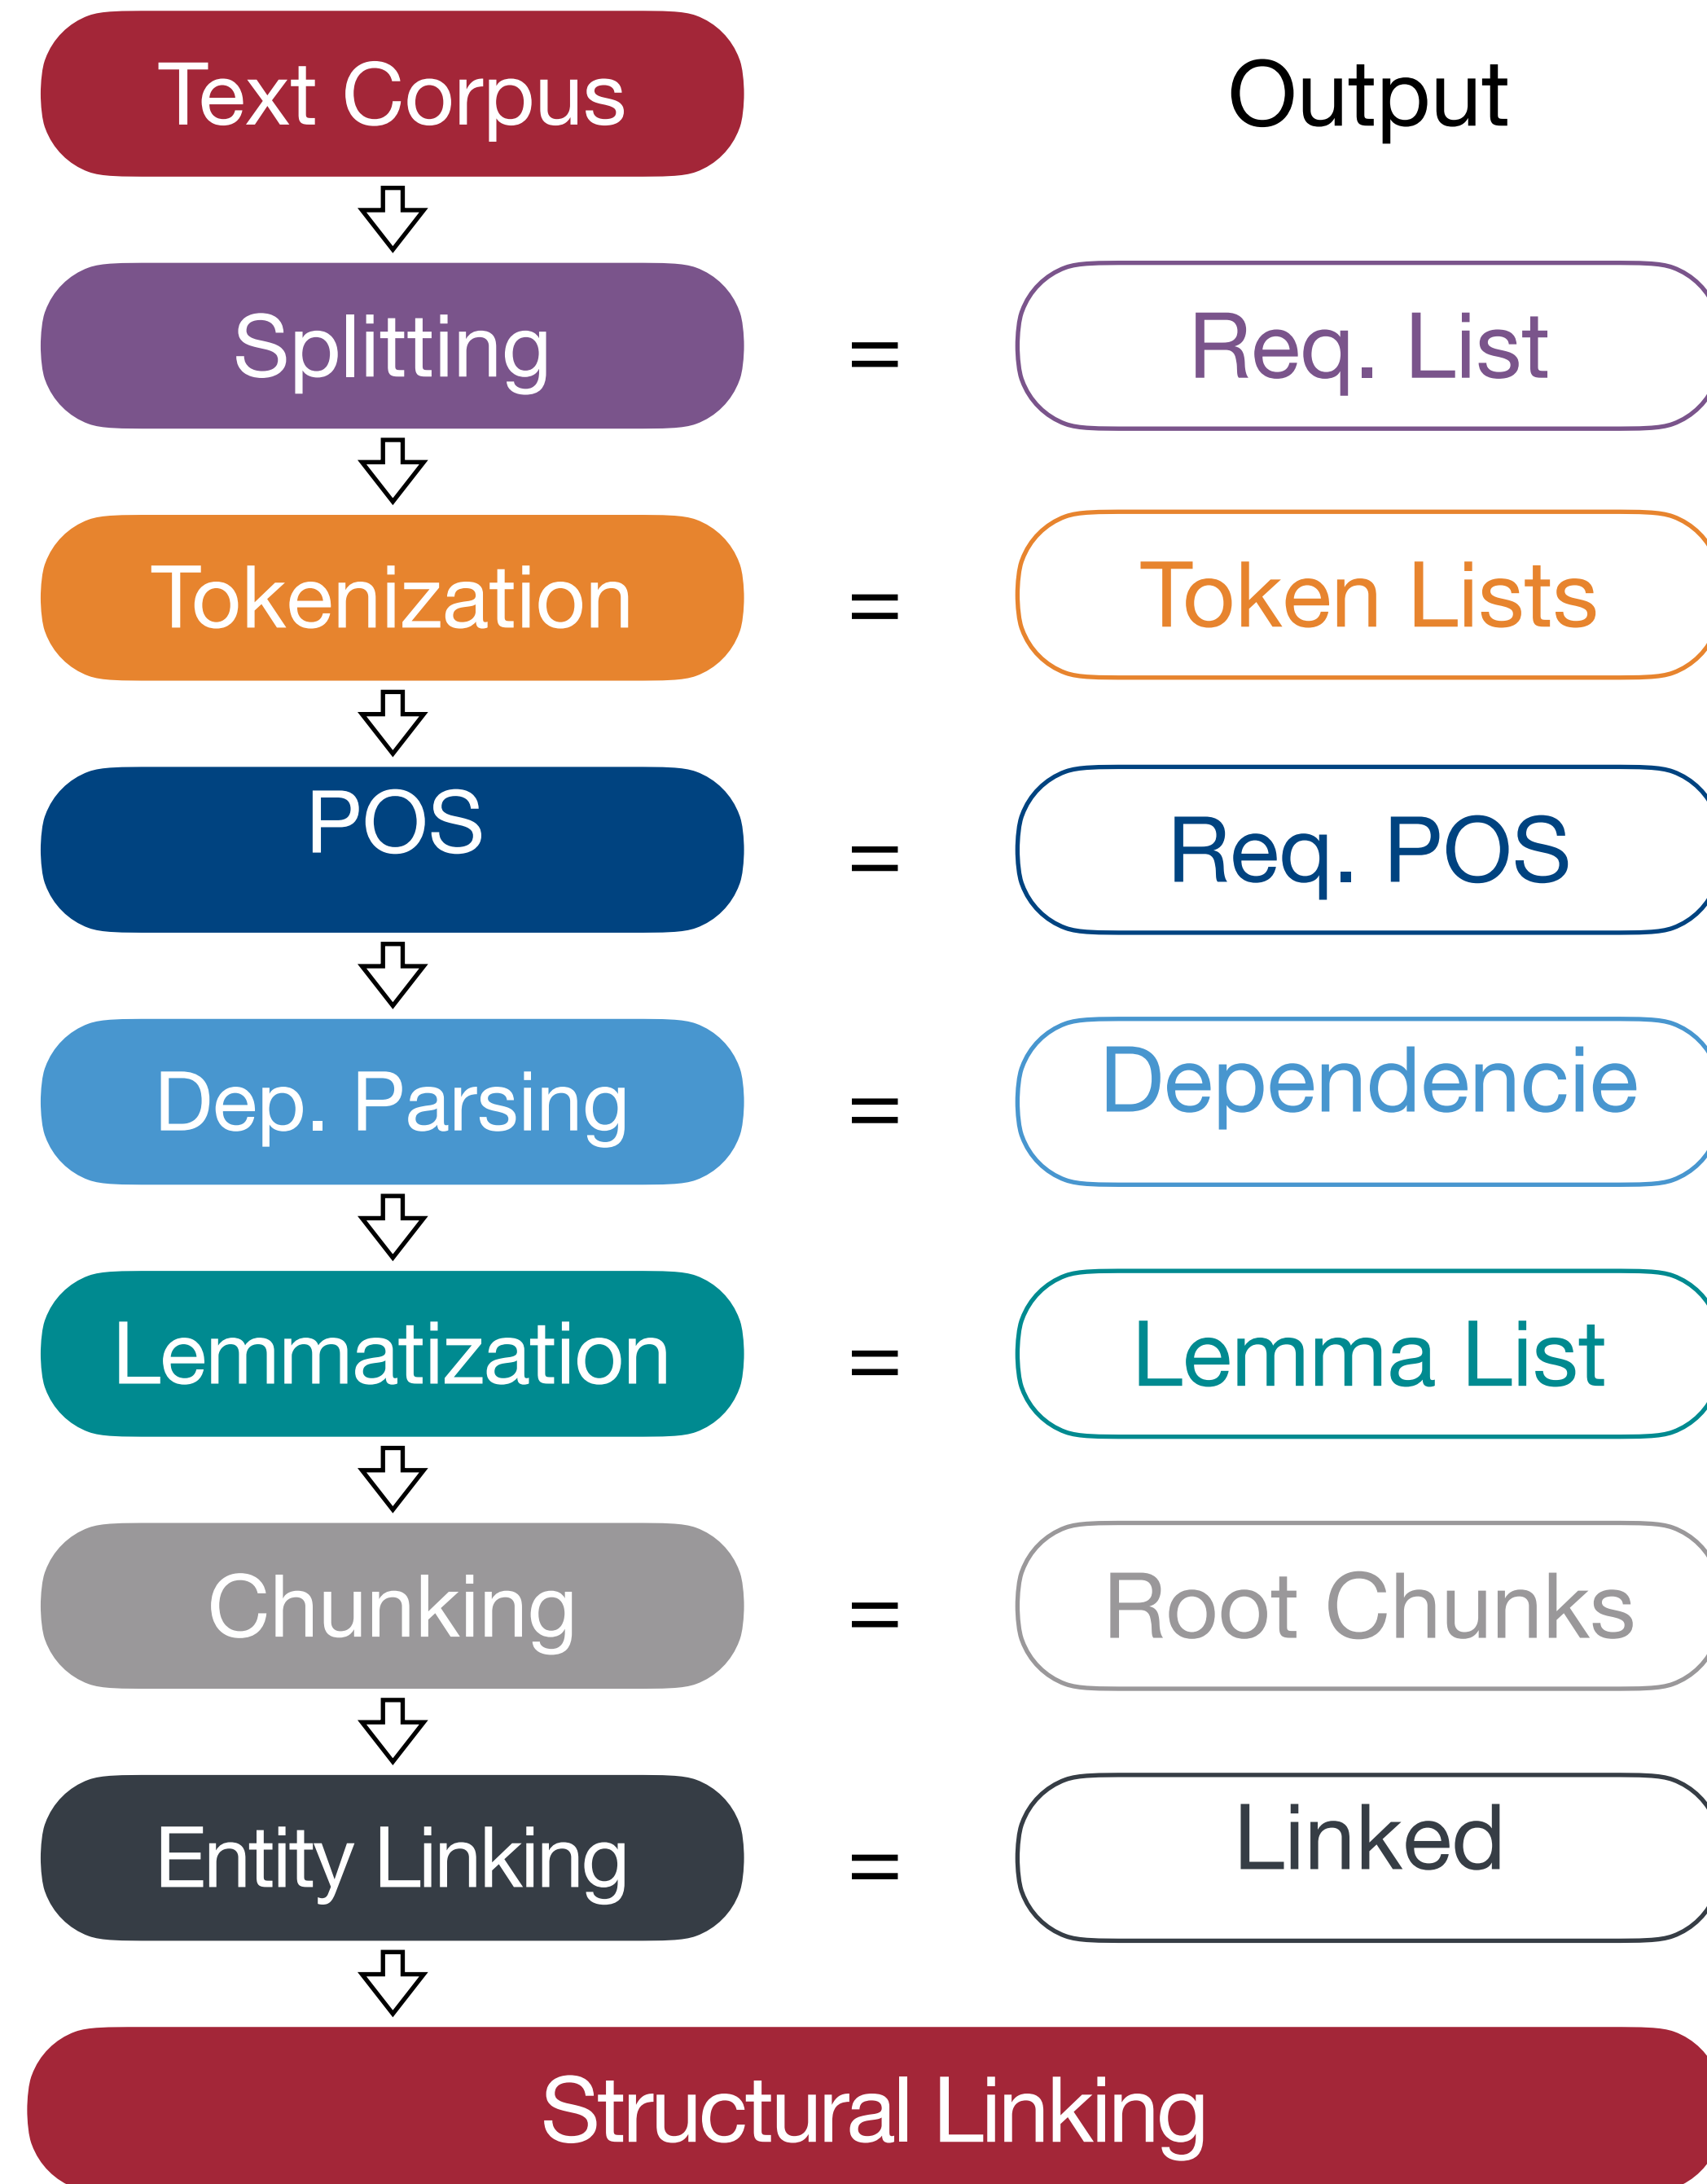 Text Corpus
Output
Splitting
=
Req. List
Tokenization
=
Token Lists
POS
=
Req. POS
Dep. Parsing
=
Dependencie
Lemmatization
=
Lemma List
Chunking
=
Root Chunks
Entity Linking
=
Linked
Structural Linking